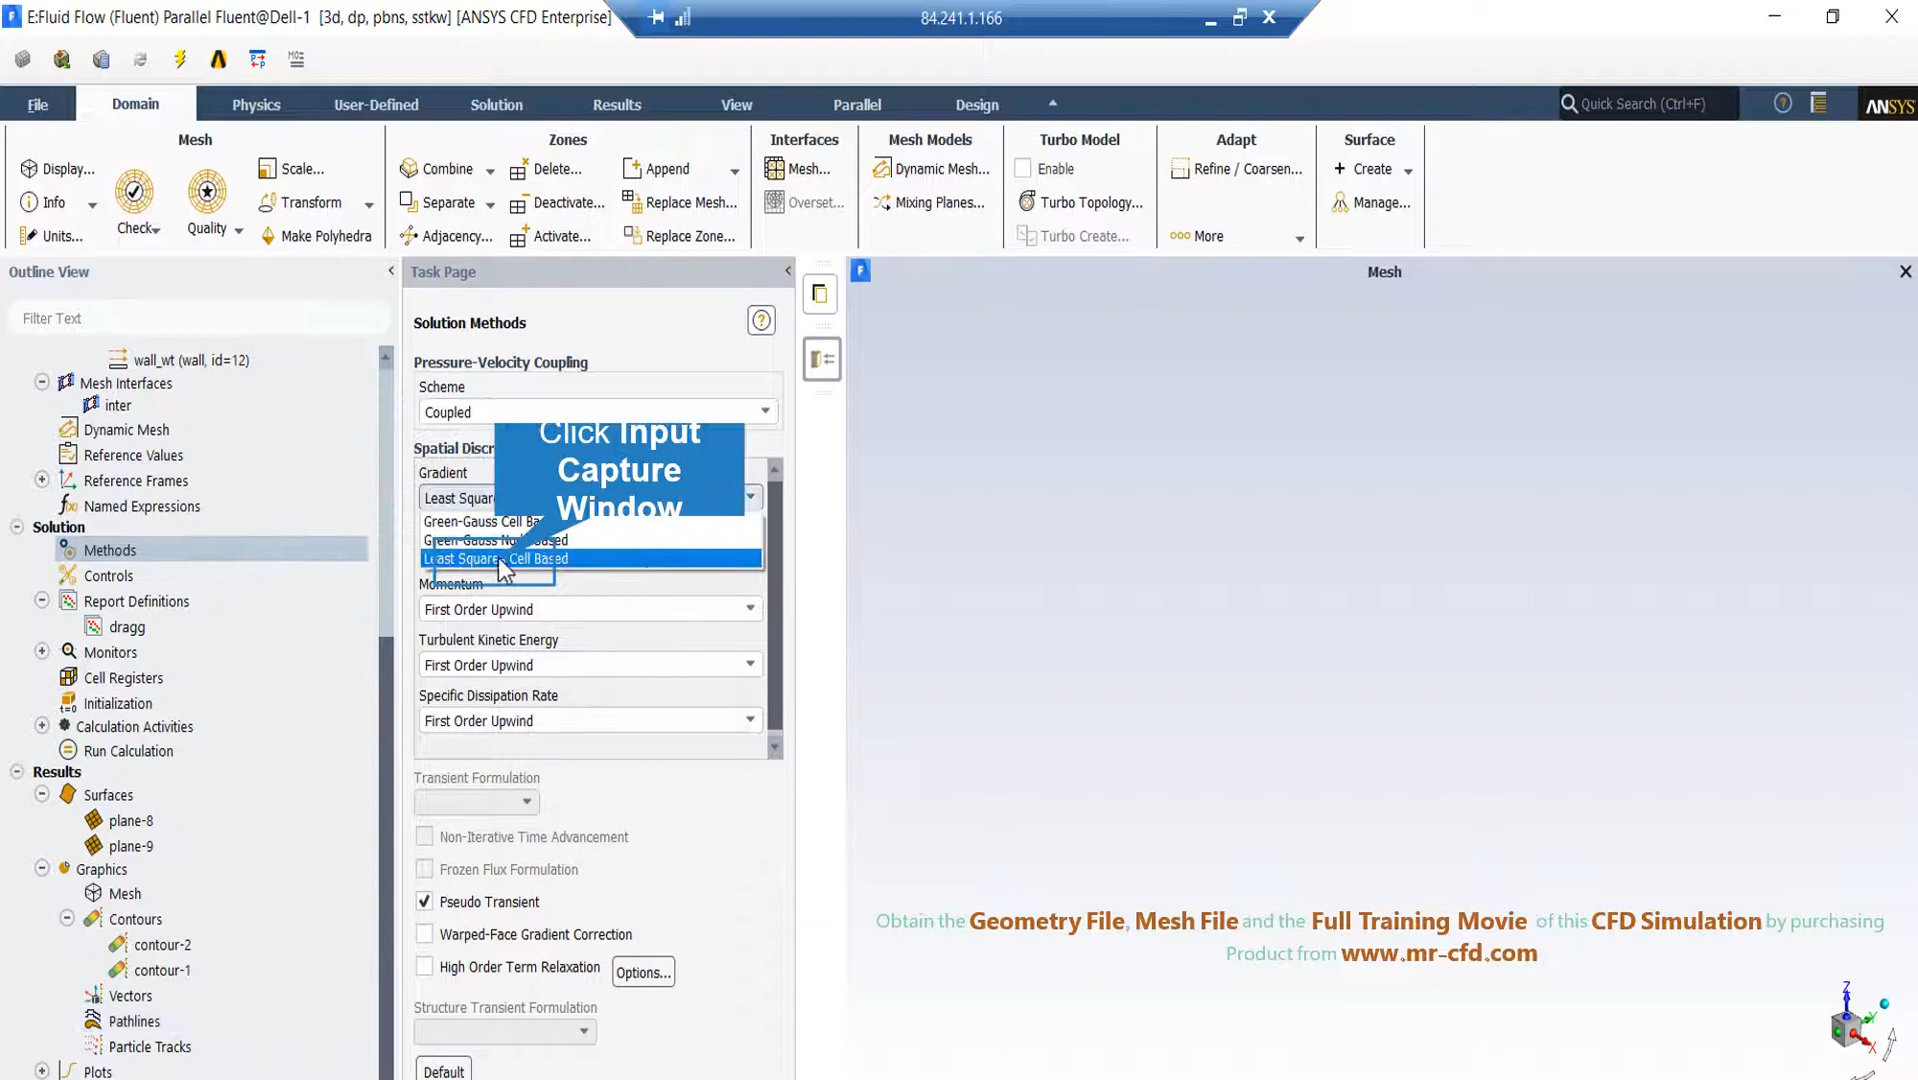 E:Fluid Flow (Fluent) Parallel Fluent@Dell-1 [3d, dp, pbns, sstkw] [ANSYS CFD Enterprise]
84.241.1.166
File Domain Physics User-Defined Solution Results View Parallel Design
Quick Search (Ctrl+F)
ANSYS
Mesh Zones Interfaces Mesh Models Turbo Model Adapt Surface
Display... Scale... Combine Delete... Append Mesh... Dynamic Mesh... Enable Refine / Coarsen... Create
Info Transform Separate Deactivate... Replace Mesh... Overset... Mixing Planes... Turbo Topology... Manage...
Check Quality
Units... Make Polyhedra Adjacency... Activate... Replace Zone... Turbo Create... More
Outline View
Filter Text
wall_wt (wall, id=12)
Mesh Interfaces
inter
Dynamic Mesh
Reference Values
Reference Frames
Named Expressions
Solution
Methods
Controls
Report Definitions
dragg
Monitors
Cell Registers
Initialization
Calculation Activities
Run Calculation
Results
Surfaces
plane-8
plane-9
Graphics
Mesh
Contours
contour-2
contour-1
Vectors
Pathlines
Particle Tracks
Plots
Task Page
Solution Methods
Pressure-Velocity Coupling
Scheme
Coupled
Spatial Discr
Gradient
Least Squar
Click Input
Capture
Window
Green-Gauss Cell Ba
Green-Gauss Node Based
Least Squares Cell Based
Momentum
First Order Upwind
Turbulent Kinetic Energy
First Order Upwind
Specific Dissipation Rate
First Order Upwind
Transient Formulation
Non-Iterative Time Advancement
Frozen Flux Formulation
Pseudo Transient
Warped-Face Gradient Correction
High Order Term Relaxation Options...
Structure Transient Formulation
Default
Mesh
Obtain the Geometry File, Mesh File and the Full Training Movie of this CFD Simulation by purchasing
Product from www.mr-cfd.com
Z
Y
X